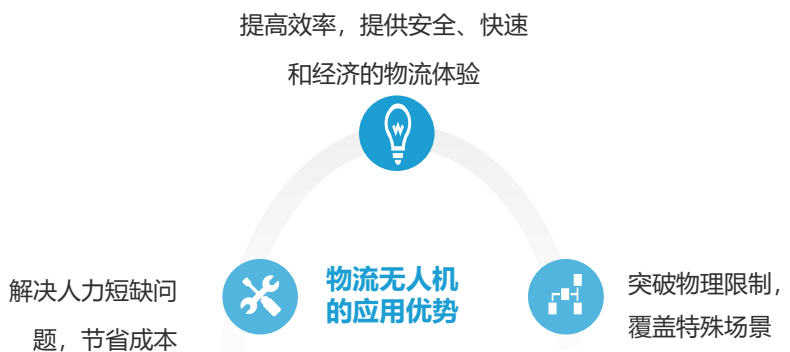 提高效率，提供安全、快速
和经济的物流体验
解决人力短缺问
题，节省成本
物流无人机
的应用优势
突破物理限制，
覆盖特殊场景